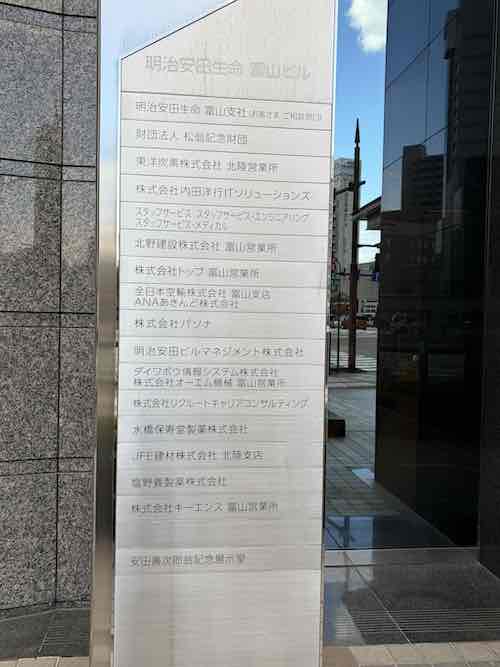 明治安田生命 富山ビル
明治安田生命 富山支社（お客さま ご相談窓口）
財団法人 松翁記念財団
東洋炭素株式会社 北陸営業所
株式会社内田洋行ITソリューションズ
スタッフサービス スタッフサービス・エンジニアリング
スタッフサービス・メディカル
北野建設株式会社 富山営業所
株式会社トップ 富山営業所
全日本空輸株式会社 富山支店
ANAあきんど株式会社
株式会社パソナ
明治安田ビルマネジメント株式会社
ダイワボウ情報システム株式会社
株式会社オーエム機械 富山営業所
株式会社リクルートキャリアコンサルティング
水橋保寿堂製薬株式会社
JFE建材株式会社 北陸支店
塩野義製薬株式会社
株式会社キーエンス 富山営業所
安田善次郎翁記念展示室